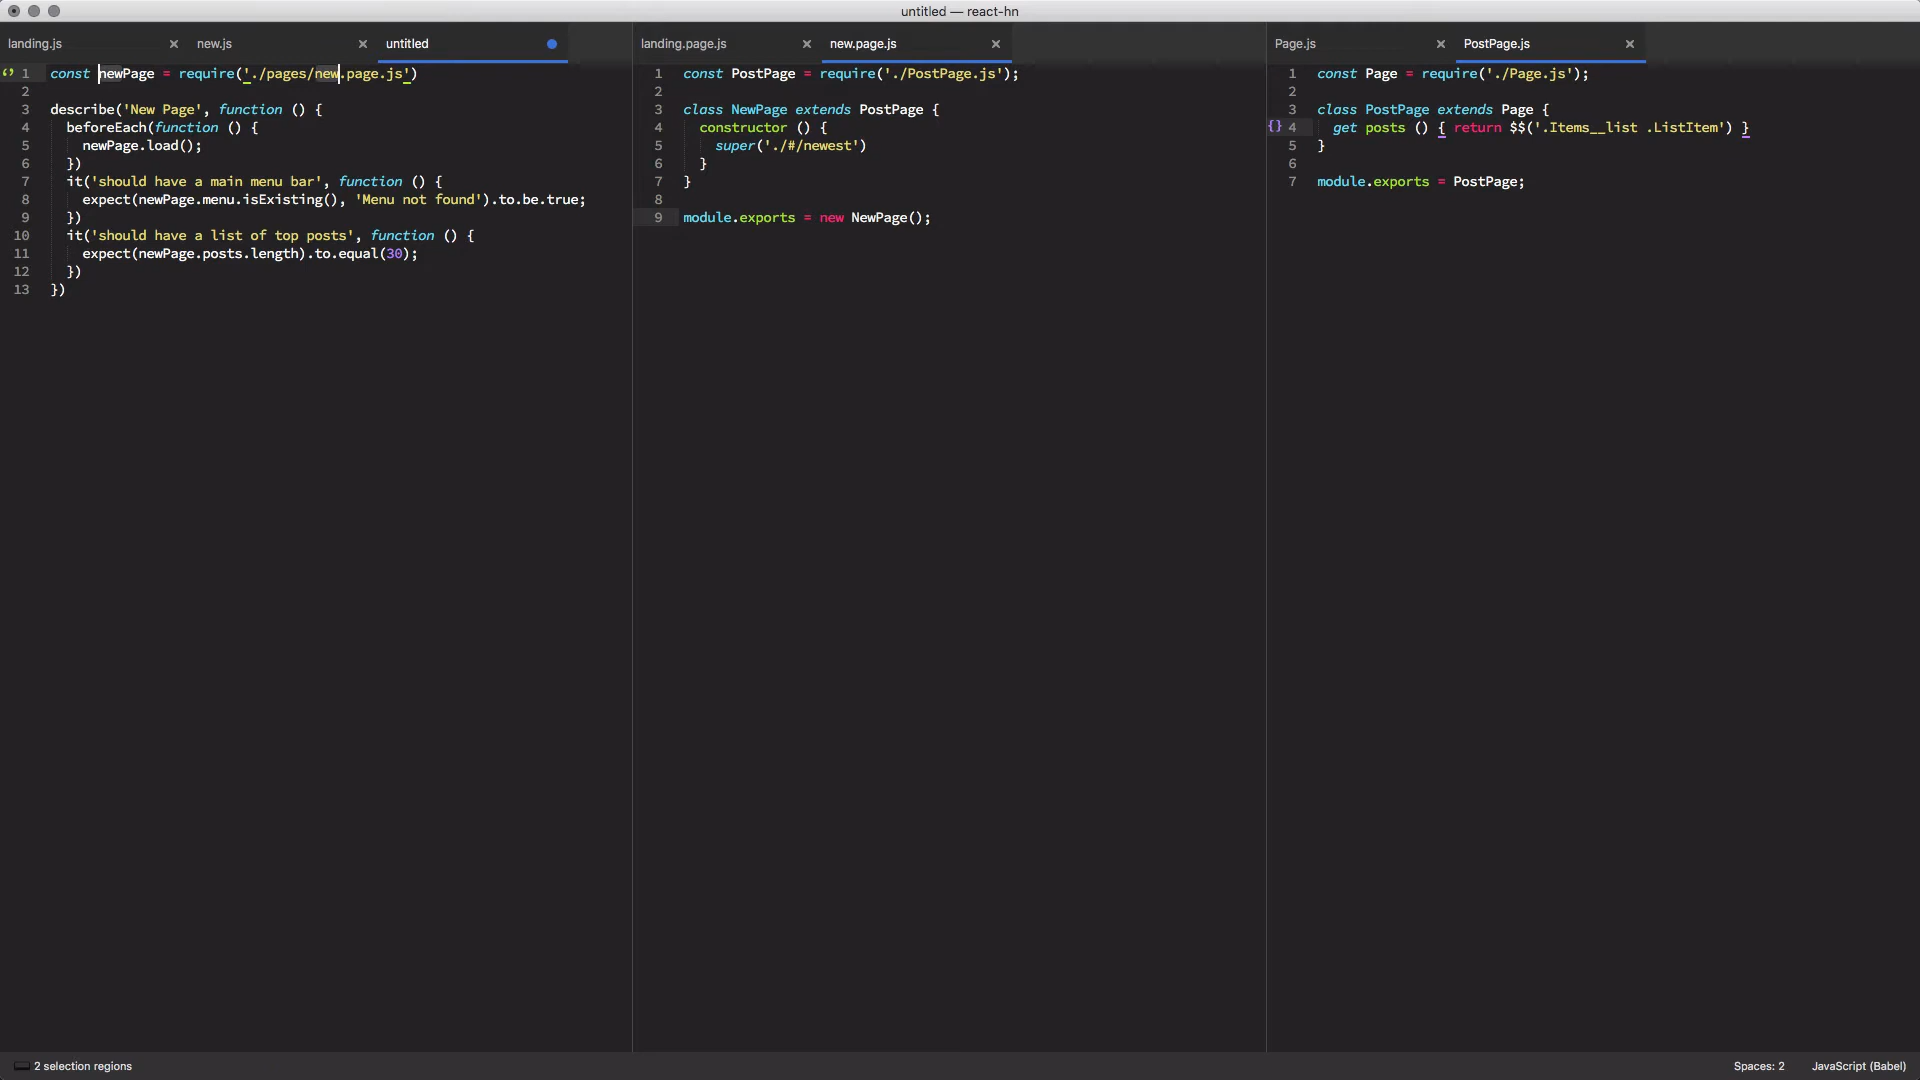 untitled — react-hn
landing.js
new.js
untitled
1 const newPage = require('./pages/new.page.js')
2
3 describe('New Page', function () {
4 beforeEach(function () {
5 newPage.load();
6 })
7 it('should have a main menu bar', function () {
8 expect(newPage.menu.isExisting(), 'Menu not found').to.be.true;
9 })
10 it('should have a list of top posts', function () {
11 expect(newPage.posts.length).to.equal(30);
12 })
13 })
landing.page.js
new.page.js
1 const PostPage = require('./PostPage.js');
2
3 class NewPage extends PostPage {
4 constructor () {
5 super('./#/newest')
6 }
7 }
8
9 module.exports = new NewPage();
Page.js
PostPage.js
1 const Page = require('./Page.js');
2
3 class PostPage extends Page {
{} 4 get posts () { return $$('.Items__list .ListItem') }
5 }
6
7 module.exports = PostPage;
2 selection regions
Spaces: 2
JavaScript (Babel)